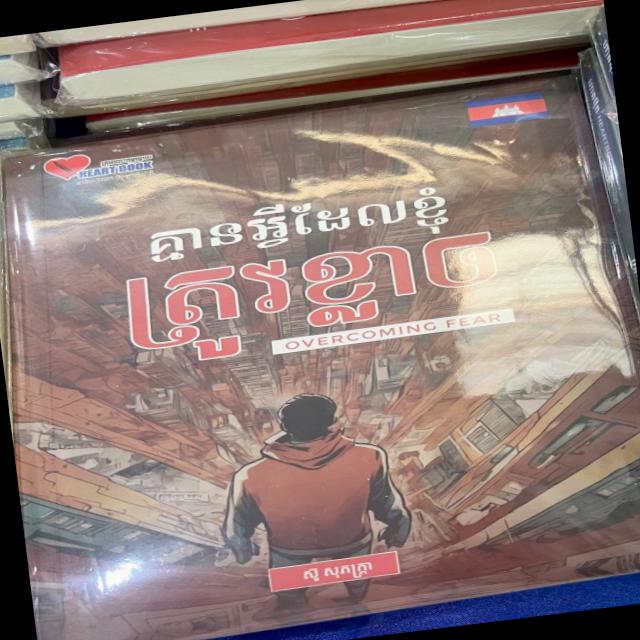 HEART BOOK
គ្មានអ្វីដែលខ្ញុំ
ត្រូវខ្លាច
OVERCOMING FEAR
ស៊ូ សុភក្ត្រា